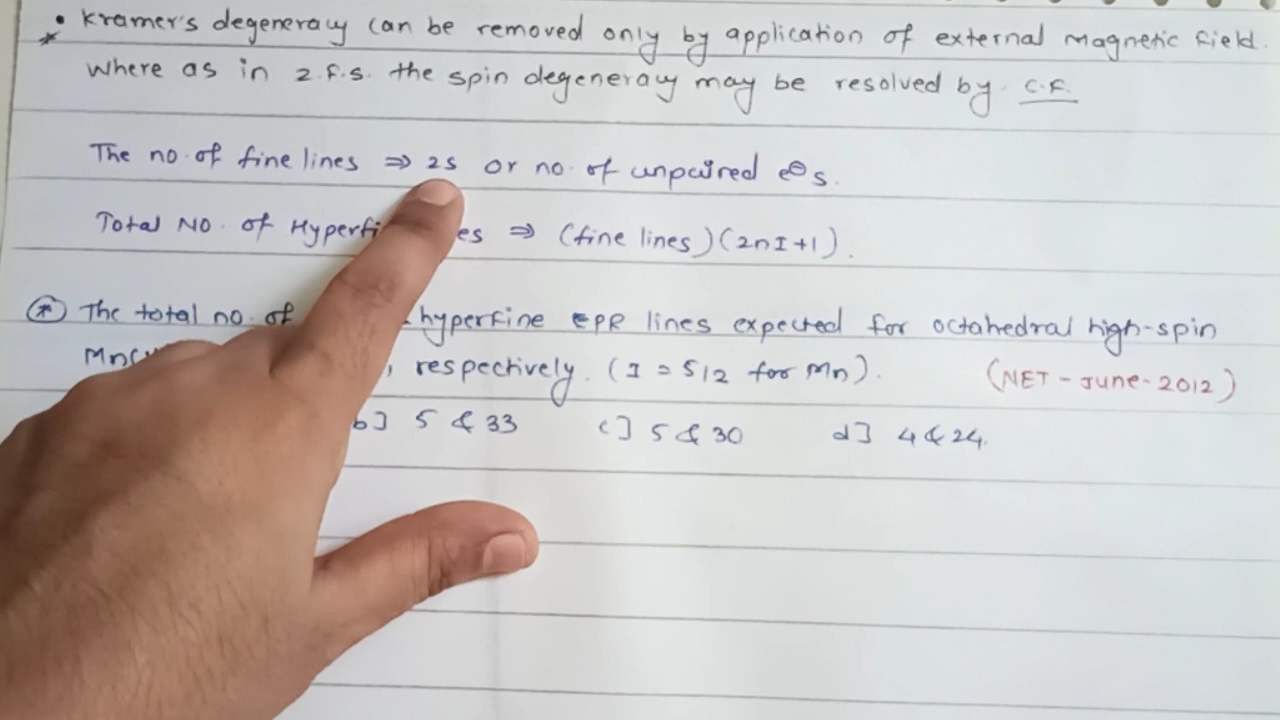 • Kramer's degeneracy can be removed only by application of external Magnetic Field.
* Where as in z.f.s. the spin degeneracy may be resolved by C.F.
The no. of fine lines ⇒ 2s or no. of unpaired e⊖s.
Total No. of Hyperfi es ⇒ (fine lines)(2nI+1).
⊛ The total no. of hyperfine EPR lines expected for octahedral high-spin
Mn( , respectively. (I = 5/2 for Mn). (NET-June-2012)
b] 5 & 33 c] 5 & 30 d] 4 & 24.